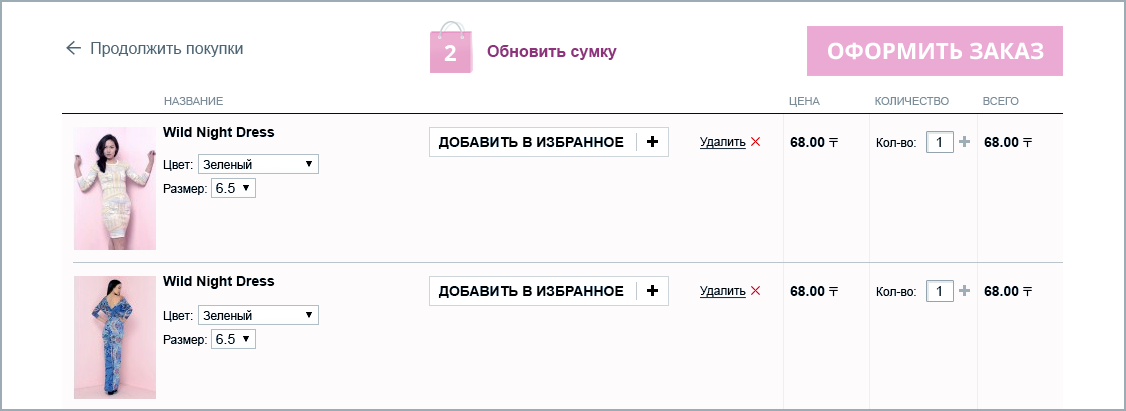 Продолжить покупки
2
Обновить сумку
ОФОРМИТЬ ЗАКАЗ
НАЗВАНИЕ ЦЕНА КОЛИЧЕСТВО ВСЕГО
Wild Night Dress
ДОБАВИТЬ В ИЗБРАННОЕ + Удалить 68.00 ₸ Кол-во: 1 + 68.00 ₸
Цвет: Зеленый
Размер: 6.5
Wild Night Dress
ДОБАВИТЬ В ИЗБРАННОЕ + Удалить 68.00 ₸ Кол-во: 1 + 68.00 ₸
Цвет: Зеленый
Размер: 6.5